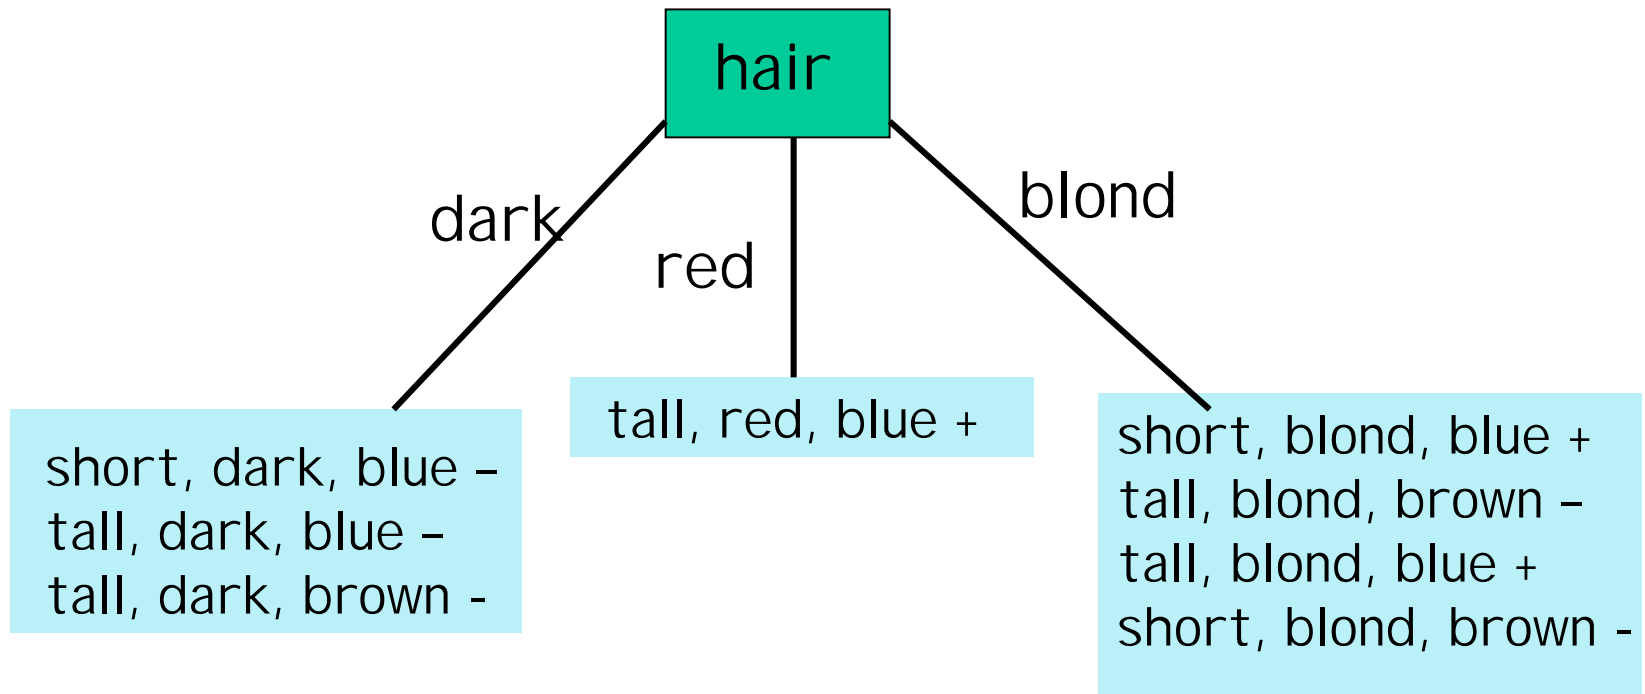 hair
dark
red
blond
short, dark, blue –
tall, dark, blue –
tall, dark, brown -
tall, red, blue +
short, blond, blue +
tall, blond, brown –
tall, blond, blue +
short, blond, brown -